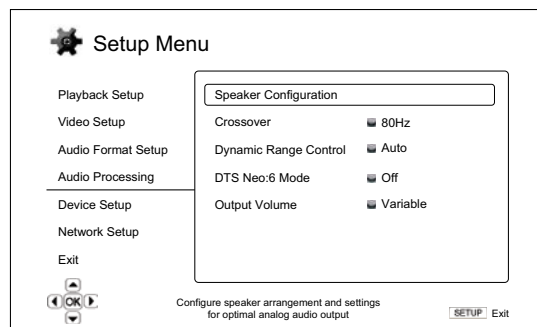 Setup Menu
Playback Setup
Video Setup
Audio Format Setup
Audio Processing
Device Setup
Network Setup
Exit
Speaker Configuration
Crossover 80Hz
Dynamic Range Control Auto
DTS Neo:6 Mode Off
Output Volume Variable
OK
Configure speaker arrangement and settings
for optimal analog audio output
SETUP Exit